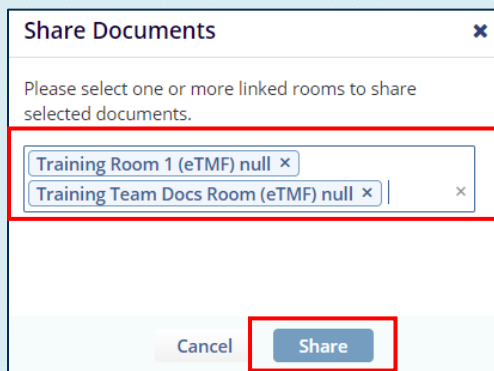 Share Documents ✖
Please select one or more linked rooms to share
selected documents.
Training Room 1 (eTMF) null ×
Training Team Docs Room (eTMF) null × ×
Cancel Share